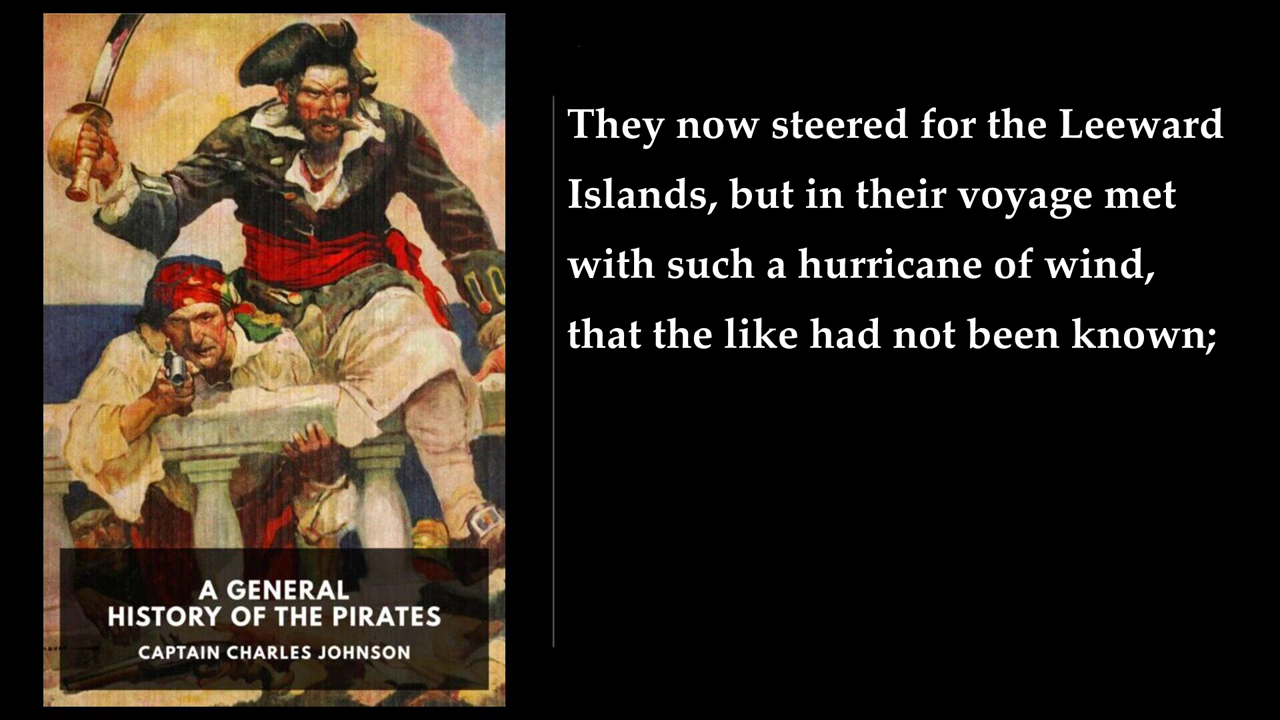 They now steered for the Leeward
Islands, but in their voyage met
with such a hurricane of wind,
that the like had not been known;
A GENERAL
HISTORY OF THE PIRATES
CAPTAIN CHARLES JOHNSON